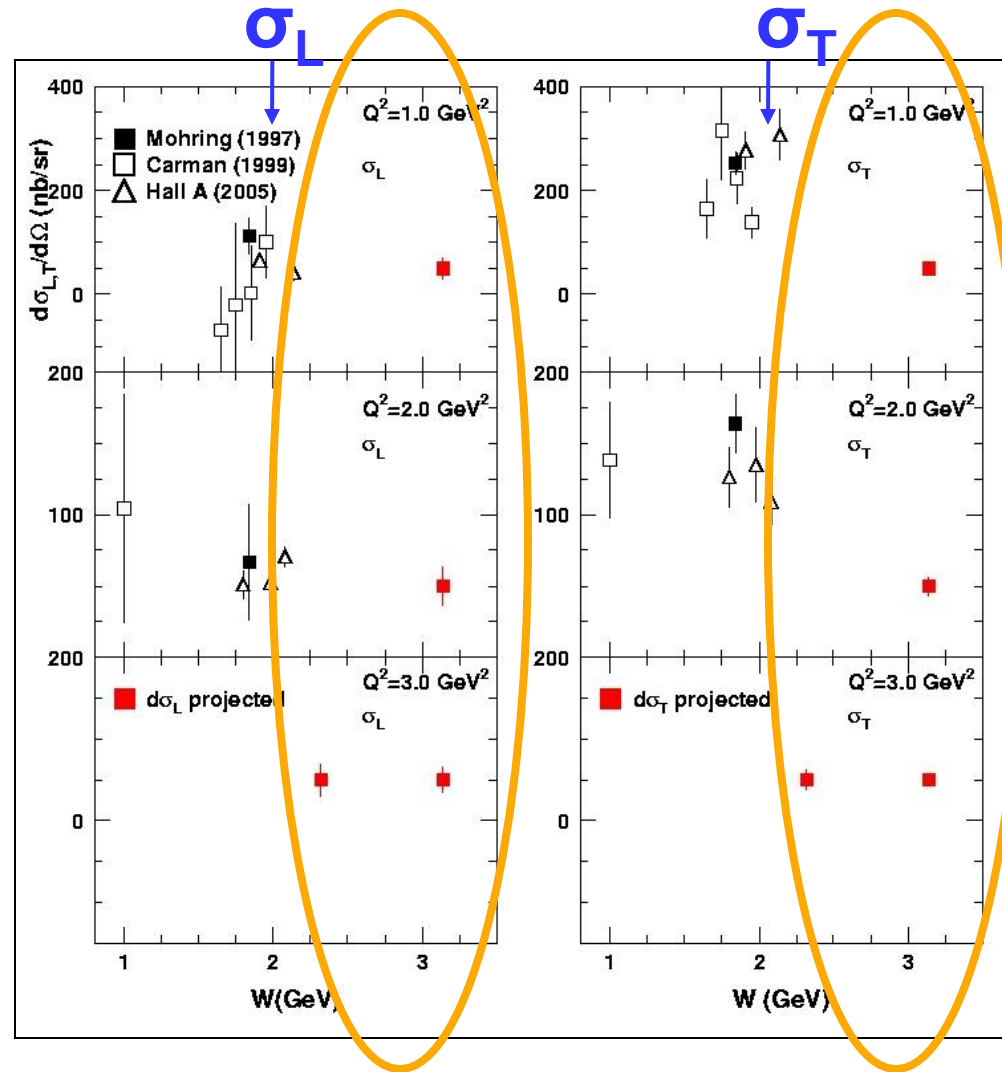 σL
σT
400
200
0
200
100
200
0
dσL,T/dΩ (nb/sr)
Mohring (1997)
Carman (1999)
Hall A (2005)
Q²=1.0 GeV²
σL
Q²=2.0 GeV²
σL
dσL projected
Q²=3.0 GeV²
σL
1
2
3
W(GeV)
400
200
0
200
100
200
0
Q²=1.0 GeV²
σT
Q²=2.0 GeV²
σT
dσT projected
Q²=3.0 GeV²
σT
1
2
3
W (GeV)